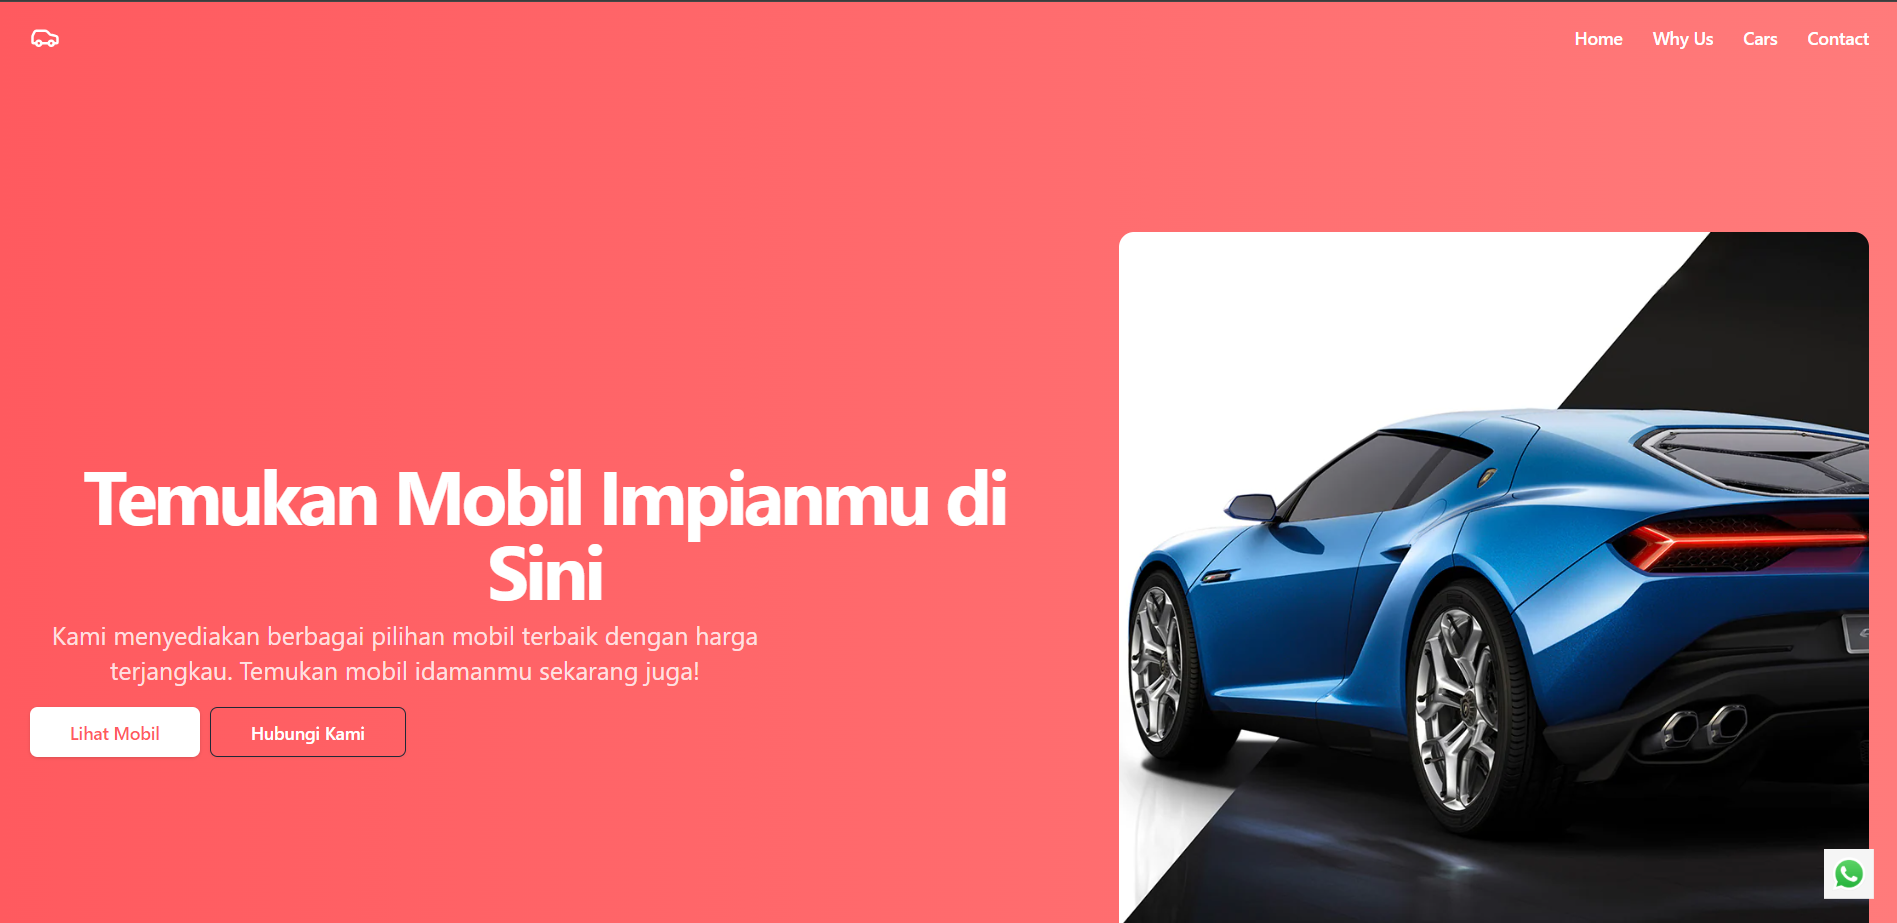 Home
Why Us
Cars
Contact
Temukan Mobil Impianmu di
Sini
Kami menyediakan berbagai pilihan mobil terbaik dengan harga
terjangkau. Temukan mobil idamanmu sekarang juga!
Lihat Mobil
Hubungi Kami